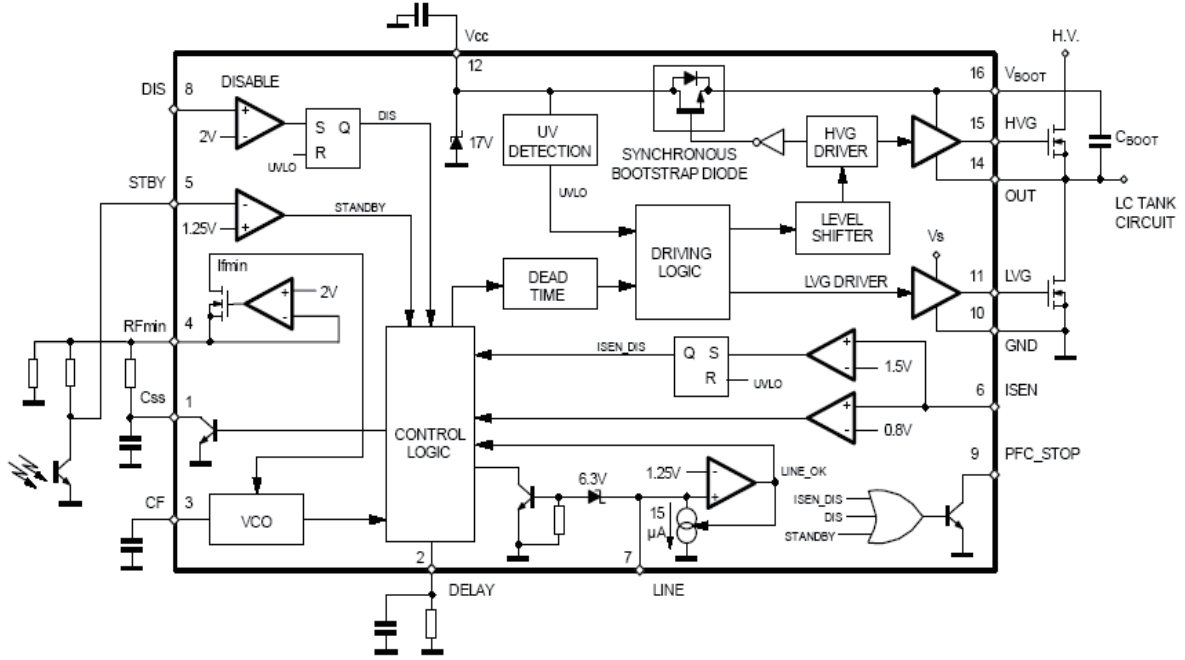 Vcc
12
H.V.
DIS
8
DISABLE
2V
S
Q
R
UVLO
DIS
17V
UV
DETECTION
UVLO
SYNCHRONOUS
BOOTSTRAP DIODE
HVG
DRIVER
16
VBOOT
15
HVG
CBOOT
14
OUT
LC TANK
CIRCUIT
STBY
5
1.25V
STANDBY
LEVEL
SHIFTER
DRIVING
LOGIC
DEAD
TIME
Vs
LVG DRIVER
11
LVG
10
GND
Ifmin
2V
RFmin
4
ISEN_DIS
Q
S
R
UVLO
1.5V
6
ISEN
0.8V
Css
1
CONTROL
LOGIC
9
PFC_STOP
1.25V
LINE_OK
6.3V
15
µA
ISEN_DIS
DIS
STANDBY
CF
3
VCO
2
DELAY
7
LINE